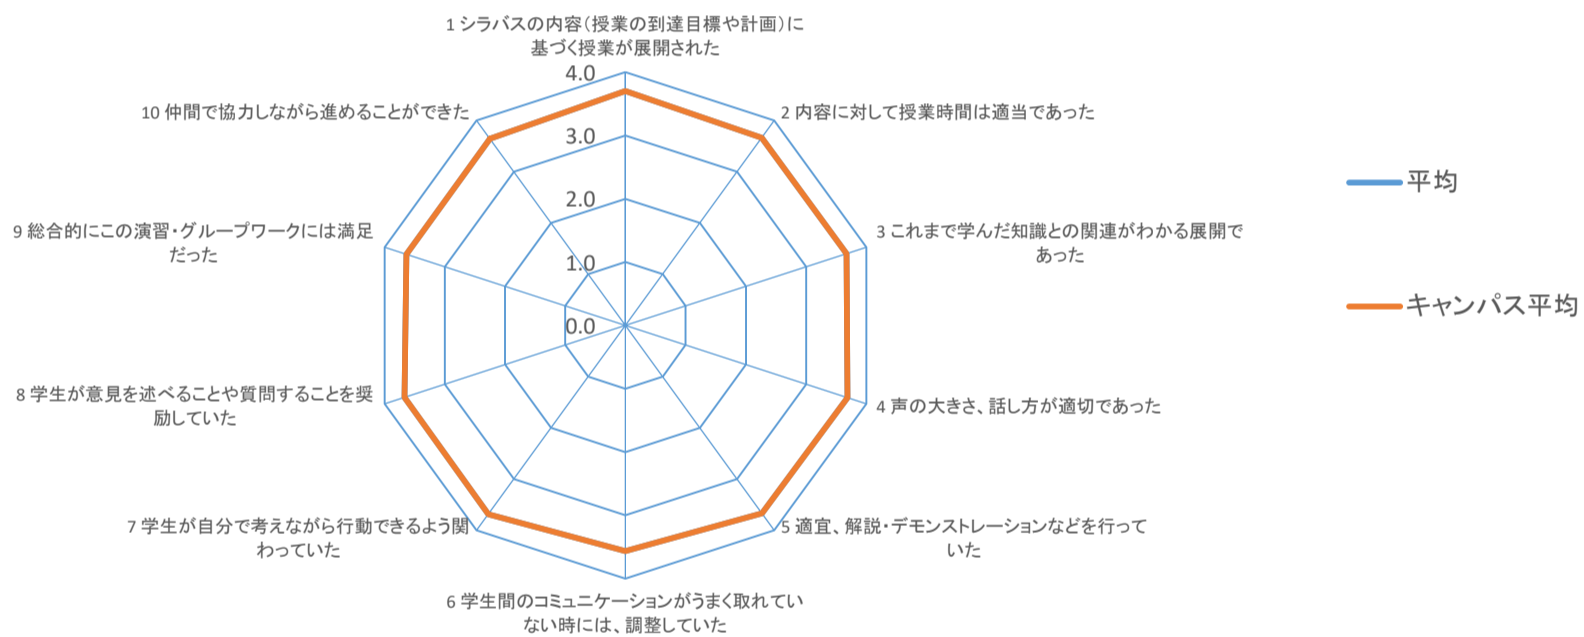 1 シラバスの内容（授業の到達目標や計画）に
基づく授業が展開された
4.0
3.0
2.0
1.0
0.0
2 内容に対して授業時間は適当であった
3 これまで学んだ知識との関連がわかる展開で
あった
4 声の大きさ、話し方が適切であった
5 適宜、解説・デモンストレーションなどを行って
いた
6 学生間のコミュニケーションがうまく取れてい
ない時には、調整していた
7 学生が自分で考えながら行動できるよう関
わっていた
8 学生が意見を述べることや質問することを奨
励していた
9 総合的にこの演習・グループワークには満足
だった
10 仲間で協力しながら進めることができた
平均
キャンパス平均